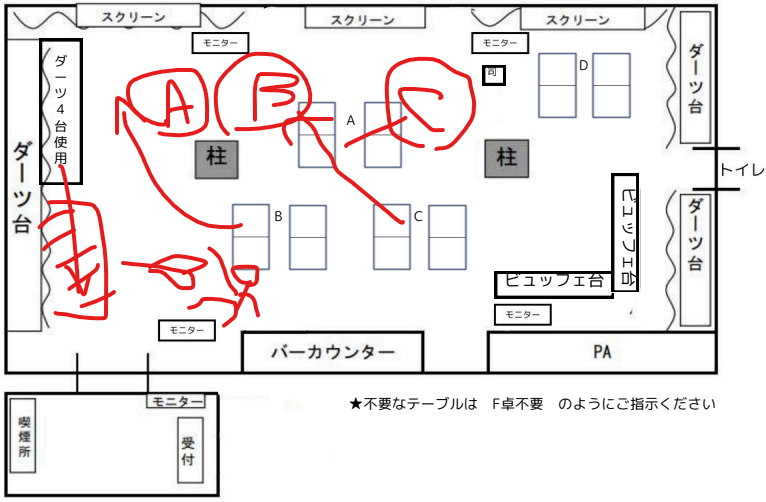 スクリーン
スクリーン
スクリーン
モニター
モニター
ダーツ4台使用
A
B
C
司
D
ダーツ台
A
柱
柱
トイレ
ダーツ台
B
C
ビュッフェ台
ダーツ台
ビュッフェ台
モニター
モニター
バーカウンター
PA
モニター
喫煙所
受付
★不要なテーブルは F卓不要 のようにご指示ください